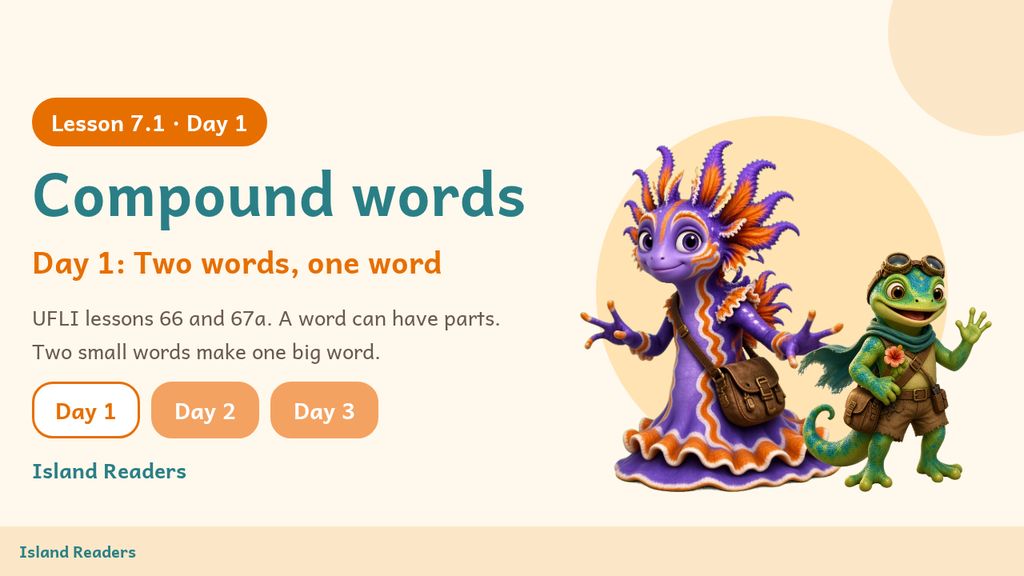 Lesson 7.1 · Day 1
Compound words
Day 1: Two words, one word
UFLI lessons 66 and 67a. A word can have parts.
Two small words make one big word.
Day 1
Day 2
Day 3
Island Readers
Island Readers